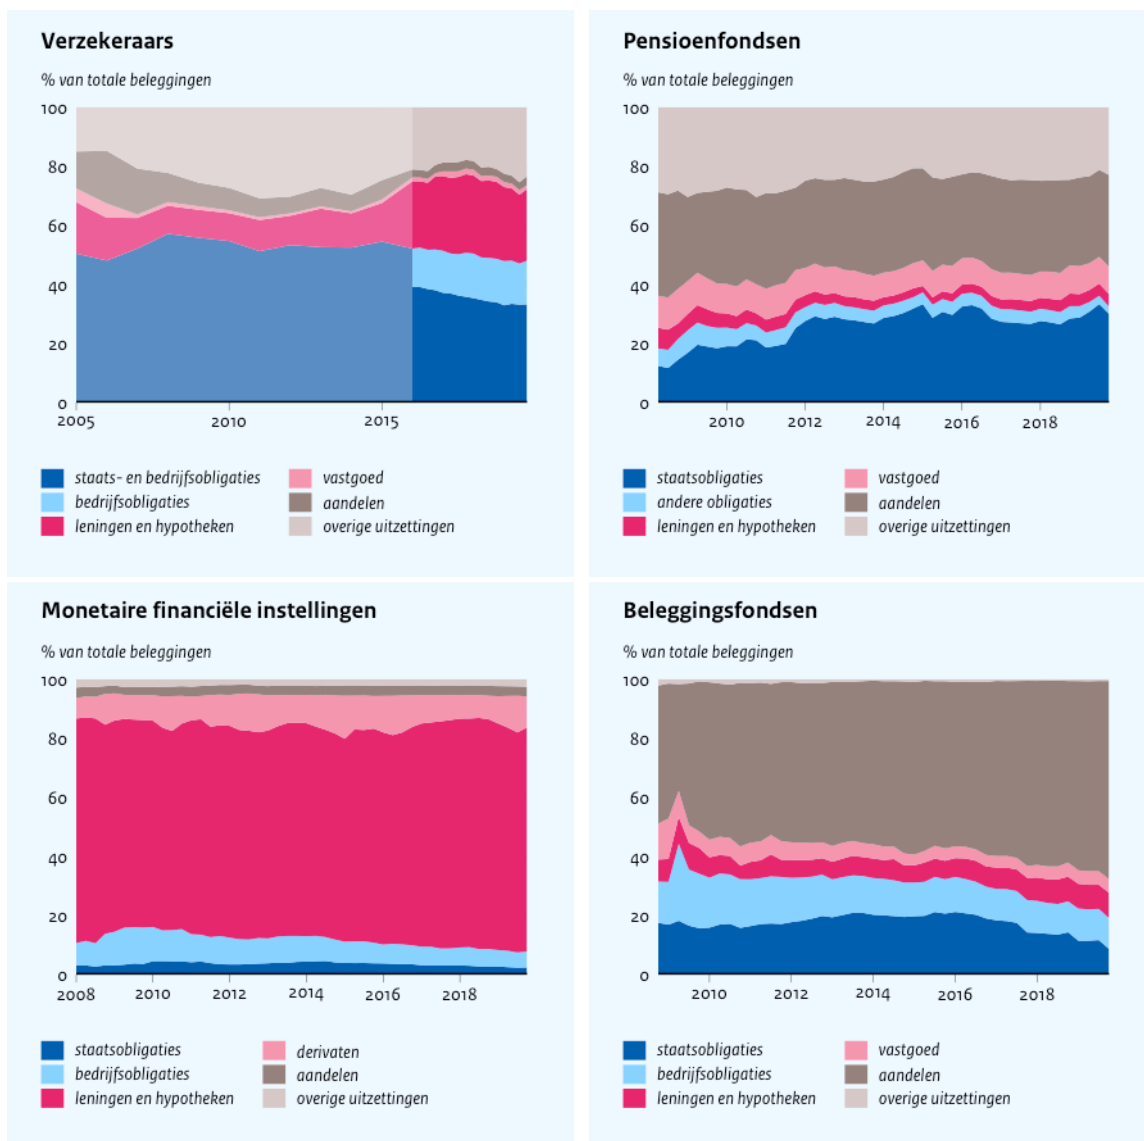 Verzekeraars
% van totale beleggingen
100
80
60
40
20
0
2005 2010 2015
staats- en bedrijfsobligaties vastgoed
bedrijfsobligaties aandelen
leningen en hypotheken overige uitzettingen
Pensioenfondsen
% van totale beleggingen
100
80
60
40
20
0
2010 2012 2014 2016 2018
staatsobligaties vastgoed
andere obligaties aandelen
leningen en hypotheken overige uitzettingen
Monetaire financiële instellingen
% van totale beleggingen
100
80
60
40
20
0
2008 2010 2012 2014 2016 2018
staatsobligaties derivaten
bedrijfsobligaties aandelen
leningen en hypotheken overige uitzettingen
Beleggingsfondsen
% van totale beleggingen
100
80
60
40
20
0
2010 2012 2014 2016 2018
staatsobligaties vastgoed
bedrijfsobligaties aandelen
leningen en hypotheken overige uitzettingen